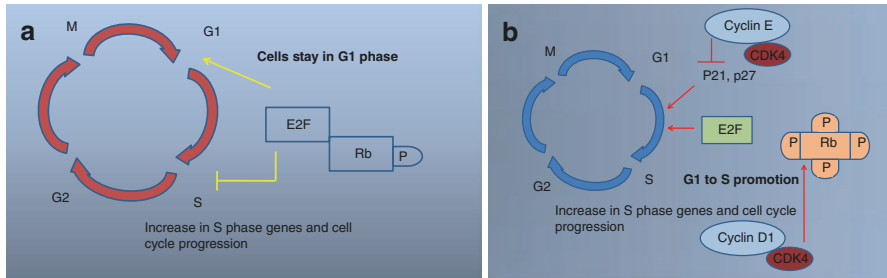 a
M
G1
Cells stay in G1 phase
E2F
Rb
P
G2
S
Increase in S phase genes and cell
cycle progression
b
Cyclin E
CDK4
M
G1
P21, p27
E2F
P
P
Rb
P
P
G2
S
G1 to S promotion
Increase in S phase genes and cell cycle
progression
Cyclin D1
CDK4